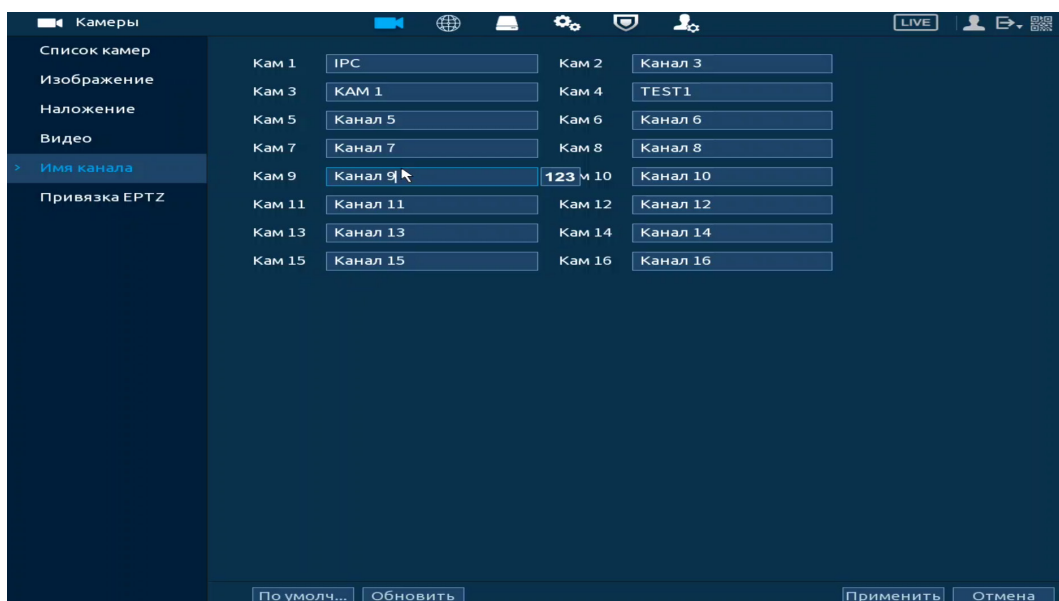 Камеры LIVE
Список камер
Изображение
Наложение
Видео
> Имя канала
Привязка EPTZ
Кам 1 IPC Кам 2 Канал 3
Кам 3 КАМ 1 Кам 4 TEST1
Кам 5 Канал 5 Кам 6 Канал 6
Кам 7 Канал 7 Кам 8 Канал 8
Кам 9 Канал 9 123 м 10 Канал 10
Кам 11 Канал 11 Кам 12 Канал 12
Кам 13 Канал 13 Кам 14 Канал 14
Кам 15 Канал 15 Кам 16 Канал 16
По умолч... Обновить Применить Отмена